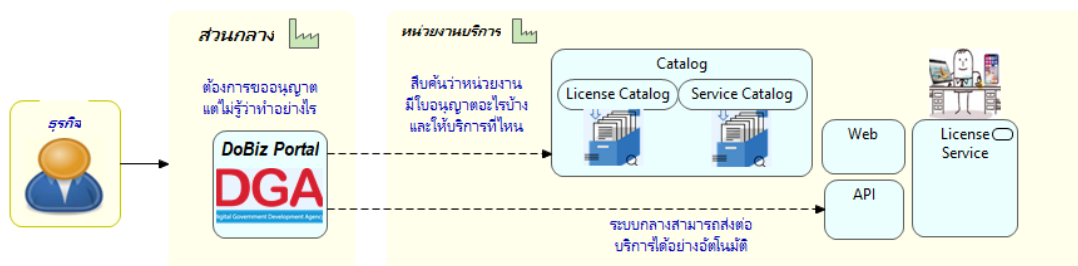 ส่วนกลาง
หน่วยงานบริการ
ธุรกิจ
ต้องการขออนุญาต
แต่ไม่รู้ว่าทำอย่างไร
DoBiz Portal
DGA
Digital Government Development Agency
สืบค้นว่าหน่วยงาน
มีใบอนุญาตอะไรบ้าง
และให้บริการที่ไหน
Catalog
License Catalog
Service Catalog
Web
API
License
Service
ระบบกลางสามารถส่งต่อ
บริการได้อย่างอัตโนมัติ